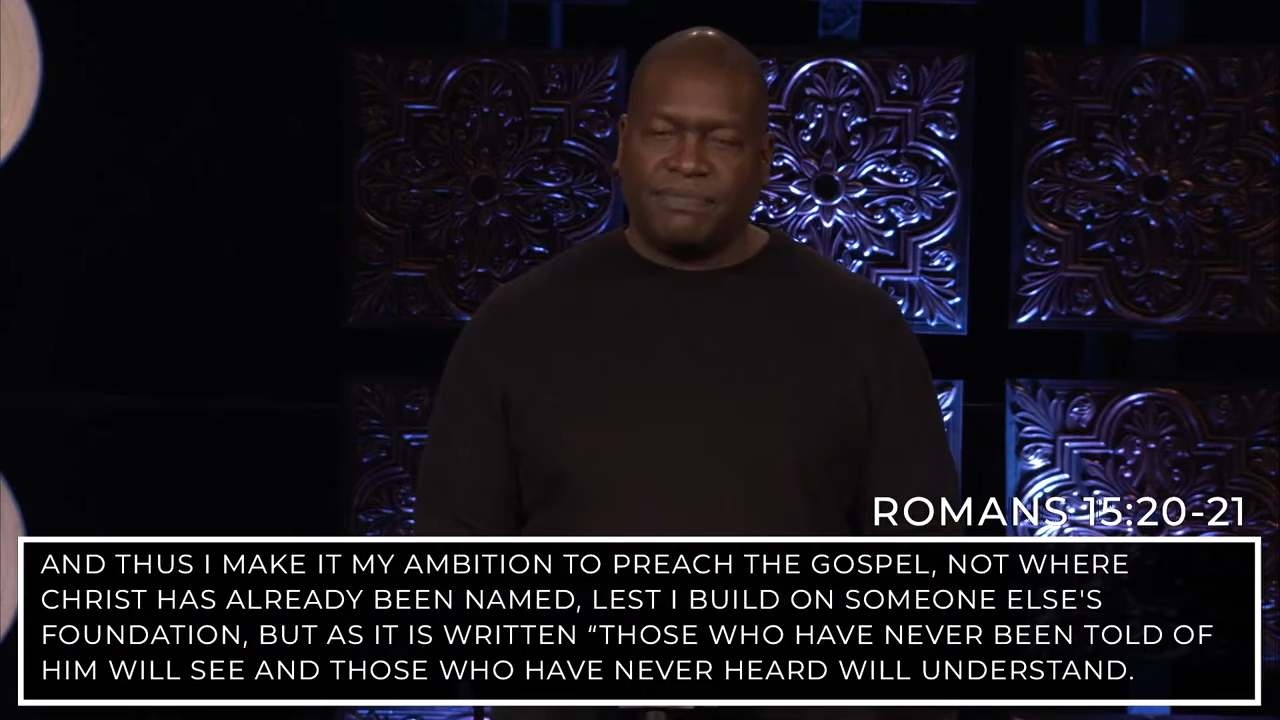 ROMANS 15:20-21
AND THUS I MAKE IT MY AMBITION TO PREACH THE GOSPEL, NOT WHERE
CHRIST HAS ALREADY BEEN NAMED, LEST I BUILD ON SOMEONE ELSE'S
FOUNDATION, BUT AS IT IS WRITTEN “THOSE WHO HAVE NEVER BEEN TOLD OF
HIM WILL SEE AND THOSE WHO HAVE NEVER HEARD WILL UNDERSTAND.